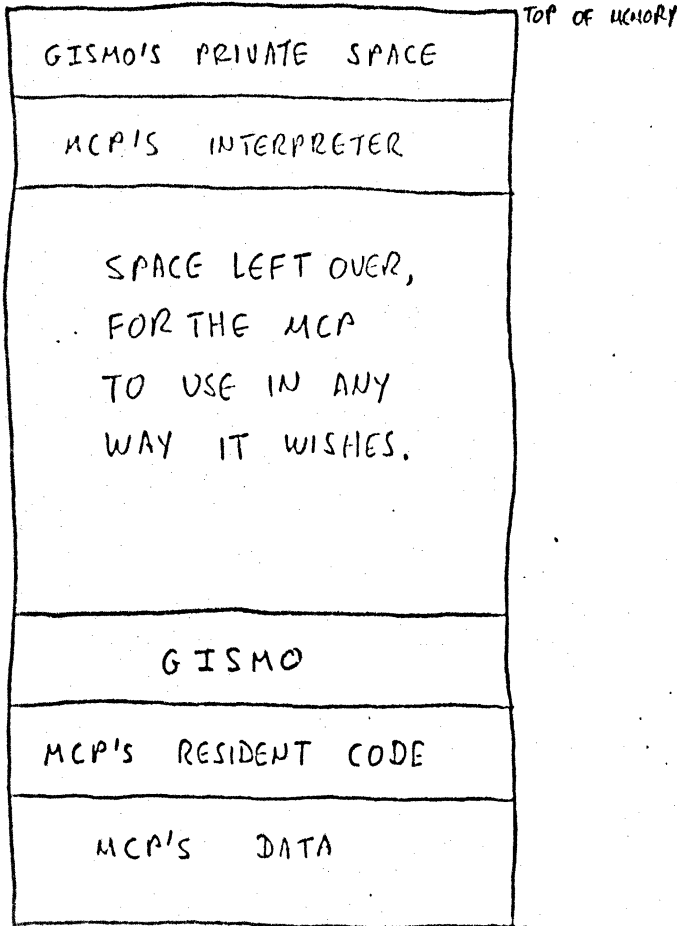 TOP OF MEMORY
GISMO'S PRIVATE SPACE
MCP'S INTERPRETER
SPACE LEFT OVER,
FOR THE MCP
TO USE IN ANY
WAY IT WISHES.
GISMO
MCP'S RESIDENT CODE
MCP'S DATA